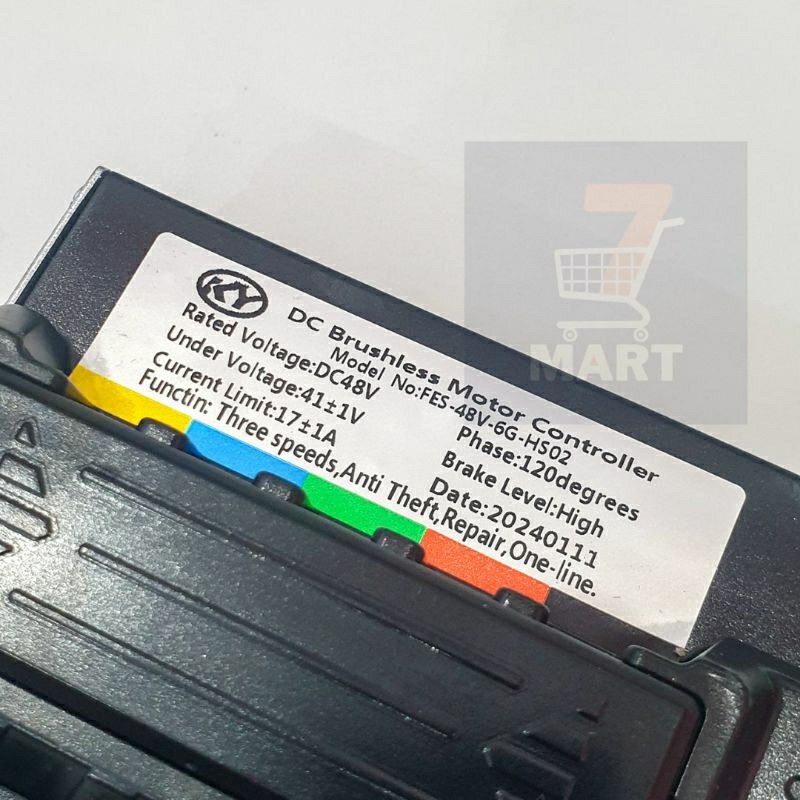 KY
DC Brushless Motor Controller
Model No:FES-48V-6G-HS02
Rated Voltage:DC48V
Phase:120degrees
Under Voltage:41±1V
Brake Level:High
Current Limit:17±1A
Date:20240111
Functin: Three speeds,Anti Theft,Repair,One-line.
7
MART